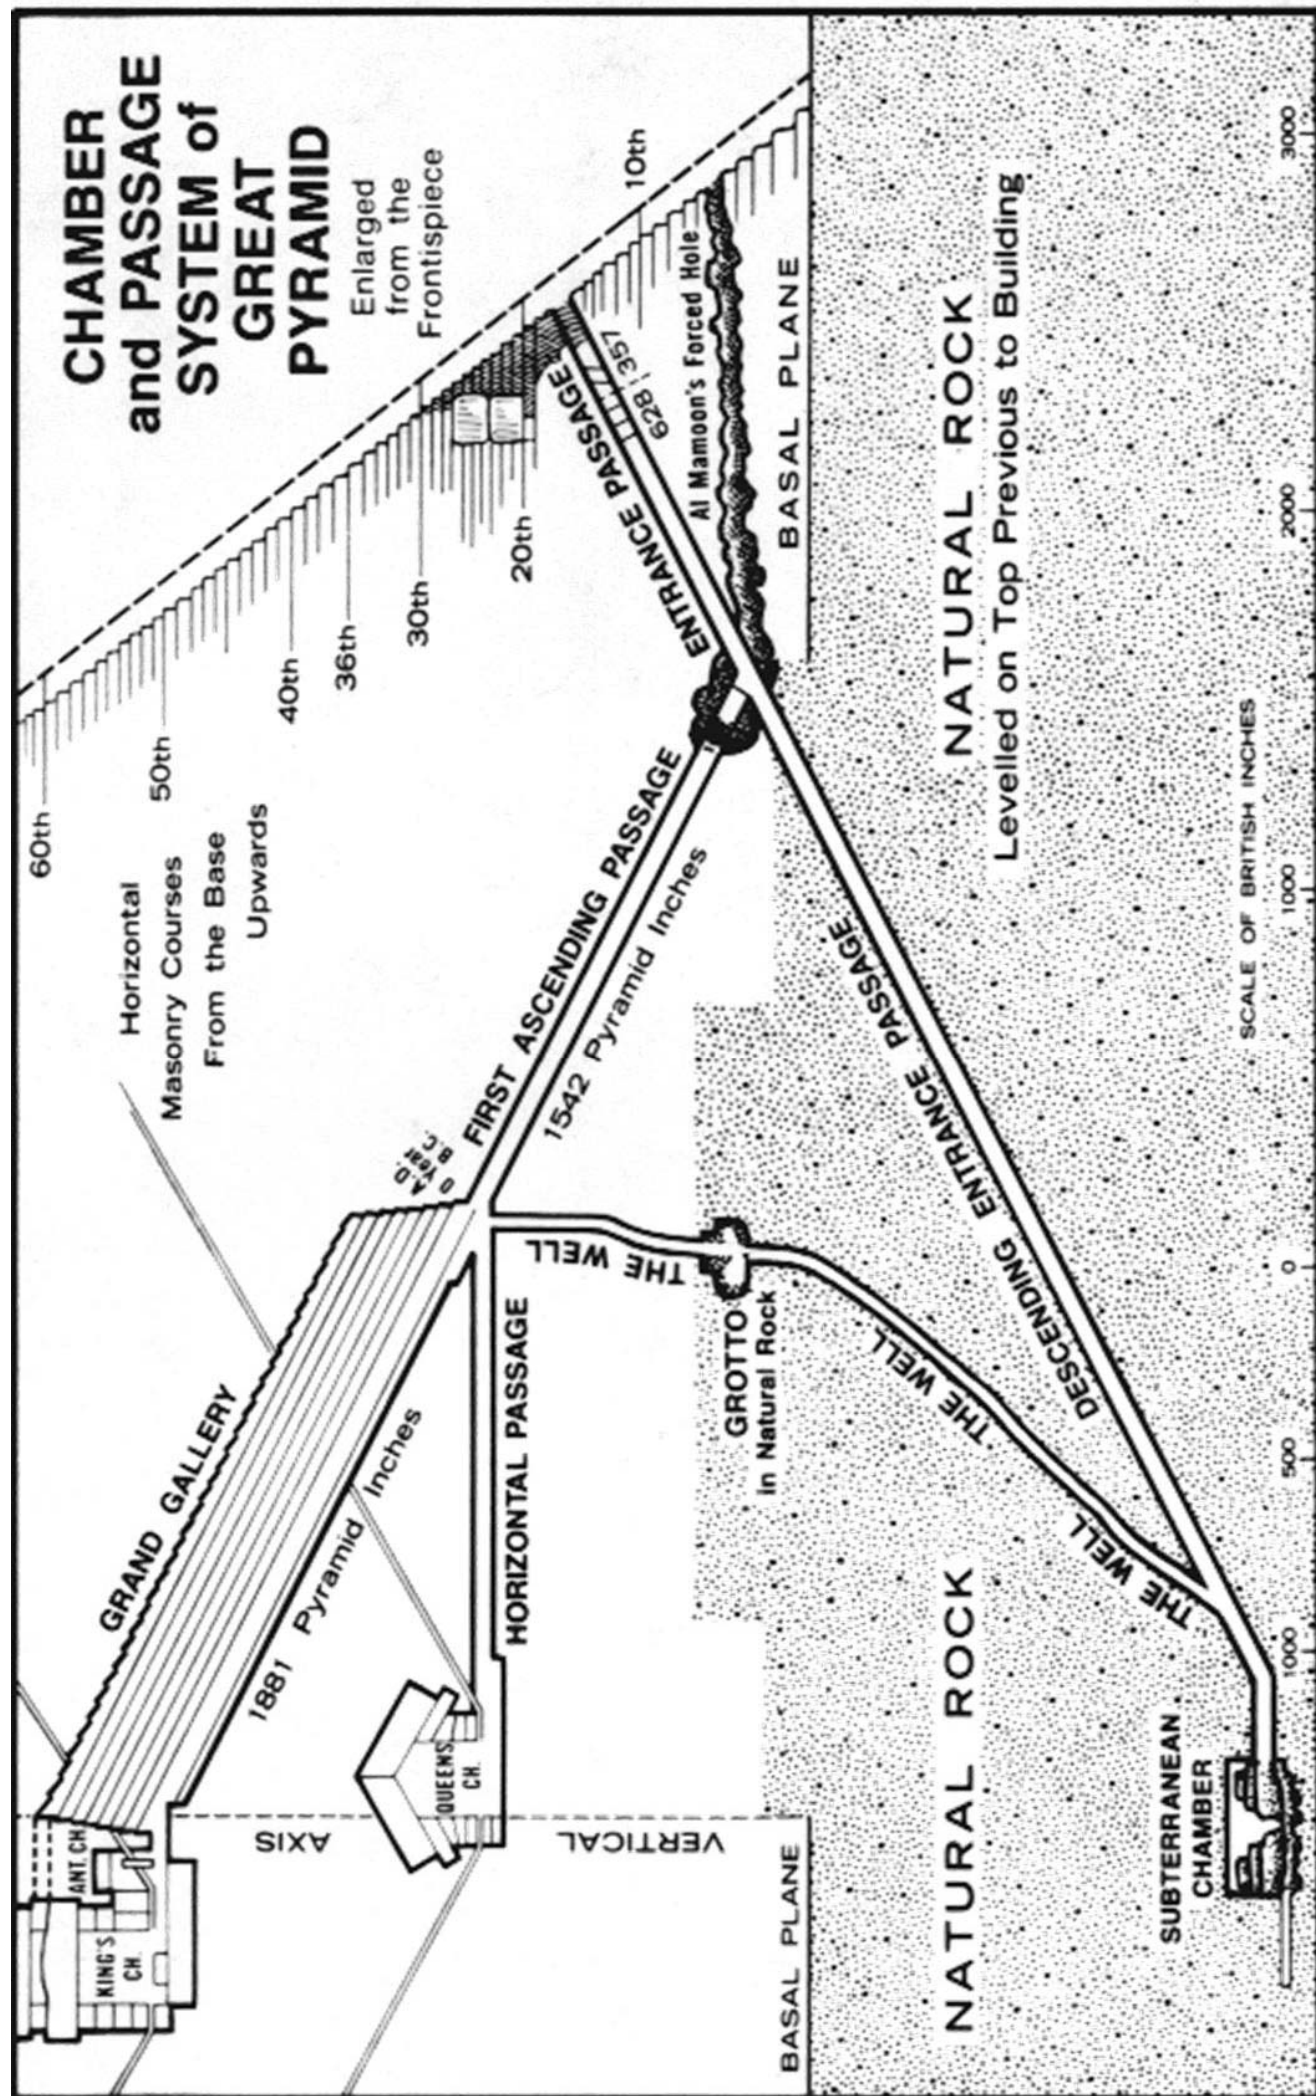 CHAMBER
and PASSAGE
SYSTEM of
GREAT
PYRAMID
Enlarged
from the
Frontispiece
60th
50th
40th
36th
30th
20th
10th
Horizontal
Masonry Courses
From the Base
Upwards
GRAND GALLERY
1881 Pyramid Inches
A.D.
0 Year
B.C.
FIRST ASCENDING PASSAGE
1542 Pyramid Inches
ENTRANCE PASSAGE
628 357
Al Mamoon's Forced Hole
BASAL PLANE
KING'S
CH.
ANT. CH.
QUEENS
CH.
HORIZONTAL PASSAGE
VERTICAL
AXIS
THE WELL
GROTTO
in Natural Rock
THE WELL
THE WELL
DESCENDING ENTRANCE PASSAGE
BASAL PLANE
NATURAL ROCK
NATURAL ROCK
Levelled on Top Previous to Building
SUBTERRANEAN
CHAMBER
SCALE OF BRITISH INCHES
1000 500 0 1000 2000 3000